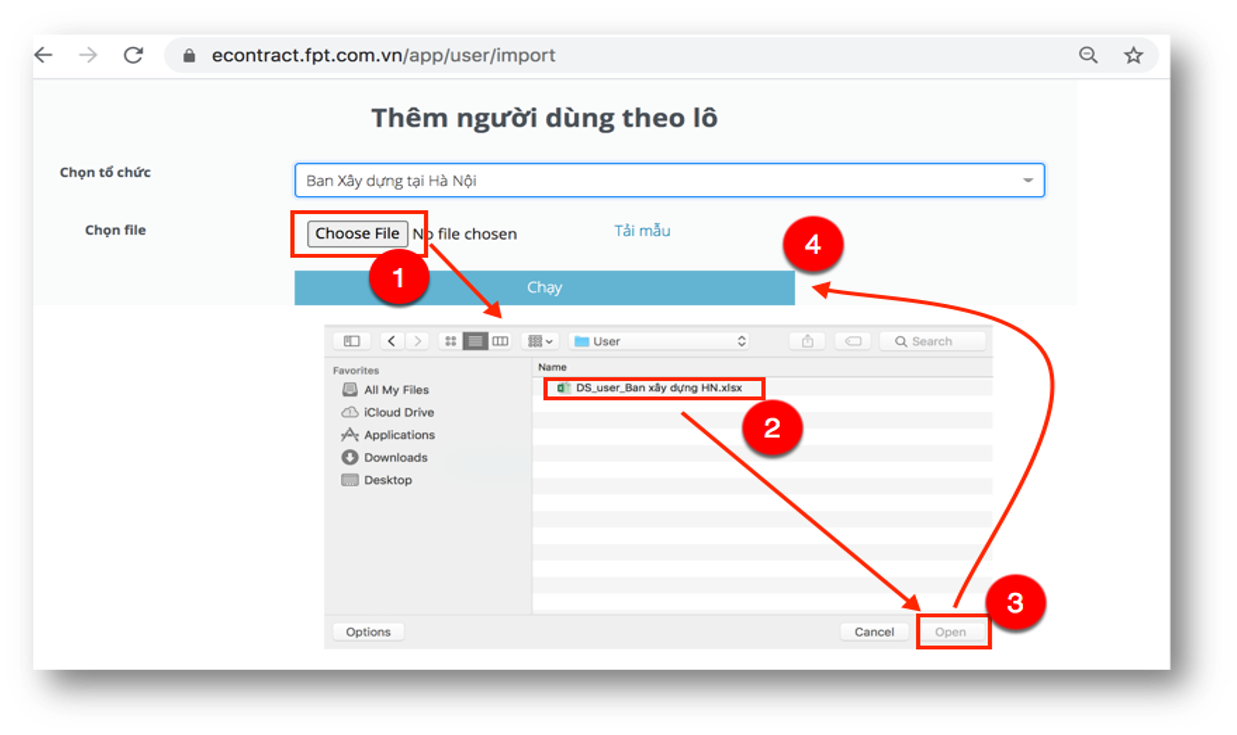 econtract.fpt.com.vn/app/user/import
Thêm người dùng theo lô
Chọn tổ chức
Ban Xây dựng tại Hà Nội
Chọn file
Choose File No file chosen
Tải mẫu
4
1
Chạy
User
Search
Favorites
Name
All My Files
DS_user_Ban xây dựng HN.xlsx
iCloud Drive
2
Applications
Downloads
Desktop
3
Options
Cancel
Open